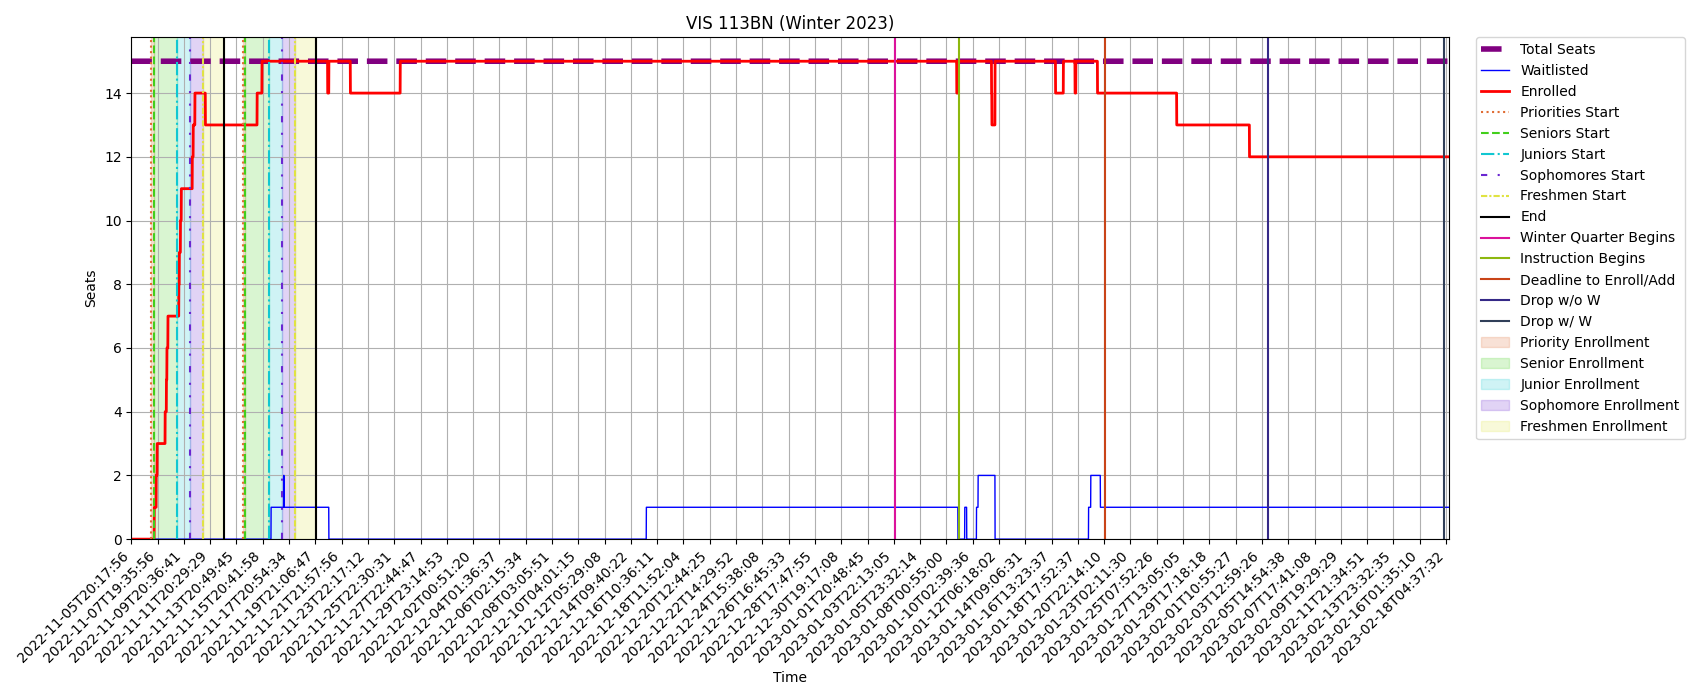 VIS 113BN (Winter 2023)
Seats
14
12
10
8
6
4
2
0
2022-11-05T20:17:56
2022-11-07T19:35:56
2022-11-09T20:36:41
2022-11-11T20:29:29
2022-11-13T20:49:45
2022-11-15T20:41:58
2022-11-17T20:54:34
2022-11-19T21:06:47
2022-11-21T21:57:56
2022-11-23T22:17:12
2022-11-25T22:30:31
2022-11-27T22:44:47
2022-11-29T23:14:53
2022-12-02T00:51:20
2022-12-04T01:36:37
2022-12-06T02:15:34
2022-12-08T03:05:51
2022-12-10T04:01:15
2022-12-12T05:29:08
2022-12-14T09:40:22
2022-12-16T10:36:11
2022-12-18T11:52:04
2022-12-20T12:44:25
2022-12-22T14:29:52
2022-12-24T15:38:08
2022-12-26T16:45:33
2022-12-28T17:47:55
2022-12-30T19:17:08
2023-01-01T20:48:45
2023-01-03T22:13:05
2023-01-05T23:32:14
2023-01-08T00:55:00
2023-01-10T02:39:36
2023-01-12T06:18:02
2023-01-14T09:06:31
2023-01-16T13:23:37
2023-01-18T17:52:37
2023-01-20T22:14:10
2023-01-23T02:11:30
2023-01-25T07:52:26
2023-01-27T13:05:05
2023-01-29T17:18:18
2023-02-01T10:55:27
2023-02-03T12:59:26
2023-02-05T14:54:38
2023-02-07T17:41:08
2023-02-09T19:29:29
2023-02-11T21:34:51
2023-02-13T23:32:35
2023-02-16T01:35:10
2023-02-18T04:37:32
Time
Total Seats
Waitlisted
Enrolled
Priorities Start
Seniors Start
Juniors Start
Sophomores Start
Freshmen Start
End
Winter Quarter Begins
Instruction Begins
Deadline to Enroll/Add
Drop w/o W
Drop w/ W
Priority Enrollment
Senior Enrollment
Junior Enrollment
Sophomore Enrollment
Freshmen Enrollment